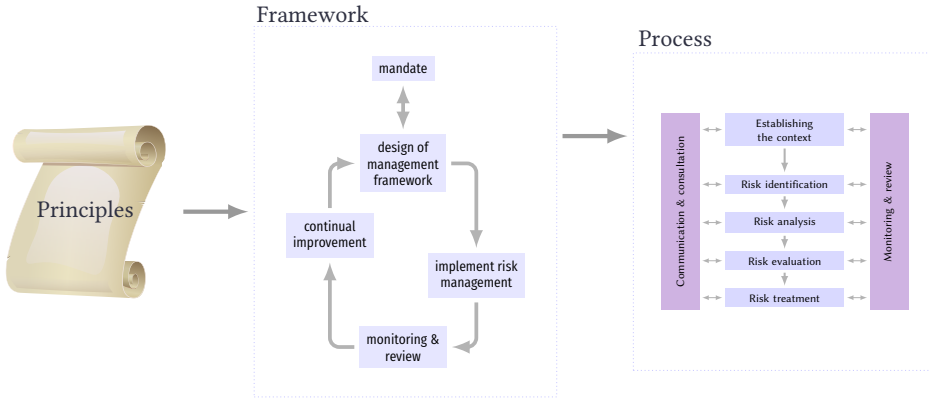 Principles
Framework
mandate
design of
management
framework
continual
improvement
implement risk
management
monitoring &
review
Process
Communication & consultation
Establishing
the context
Risk identification
Risk analysis
Risk evaluation
Risk treatment
Monitoring & review